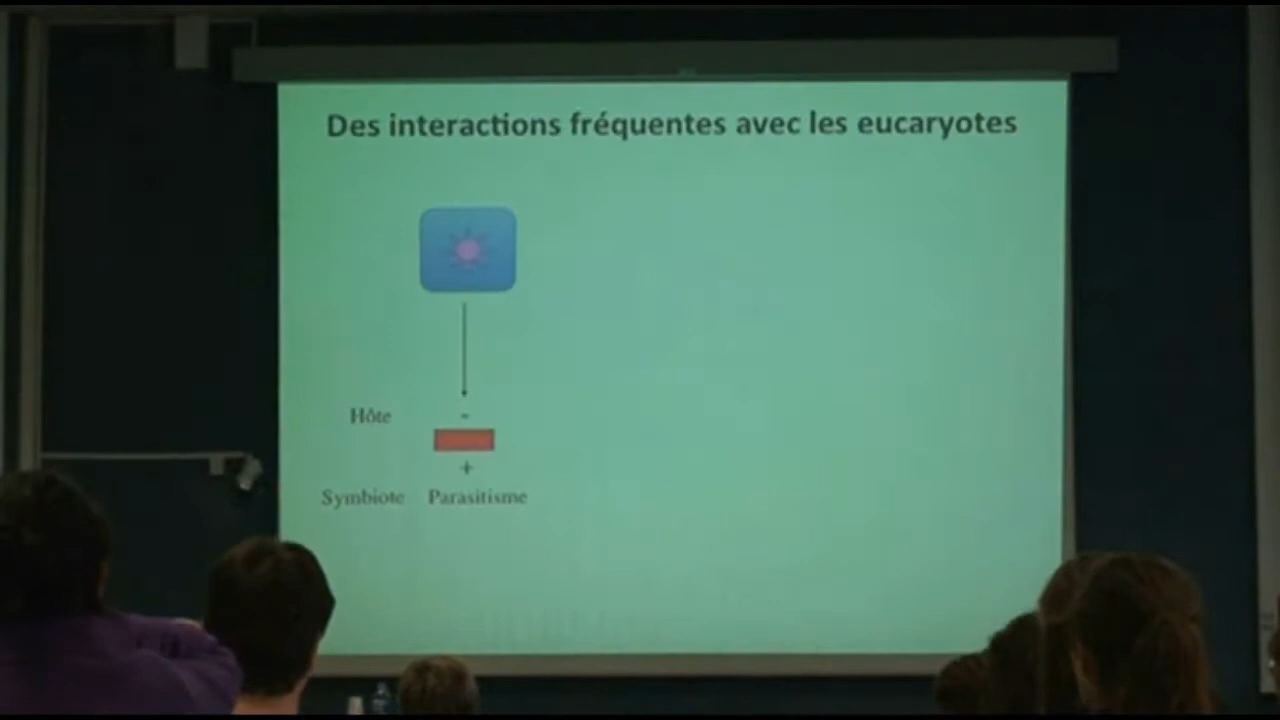 Des interactions fréquentes avec les eucaryotes
Hôte -
+
Symbiote Parasitisme